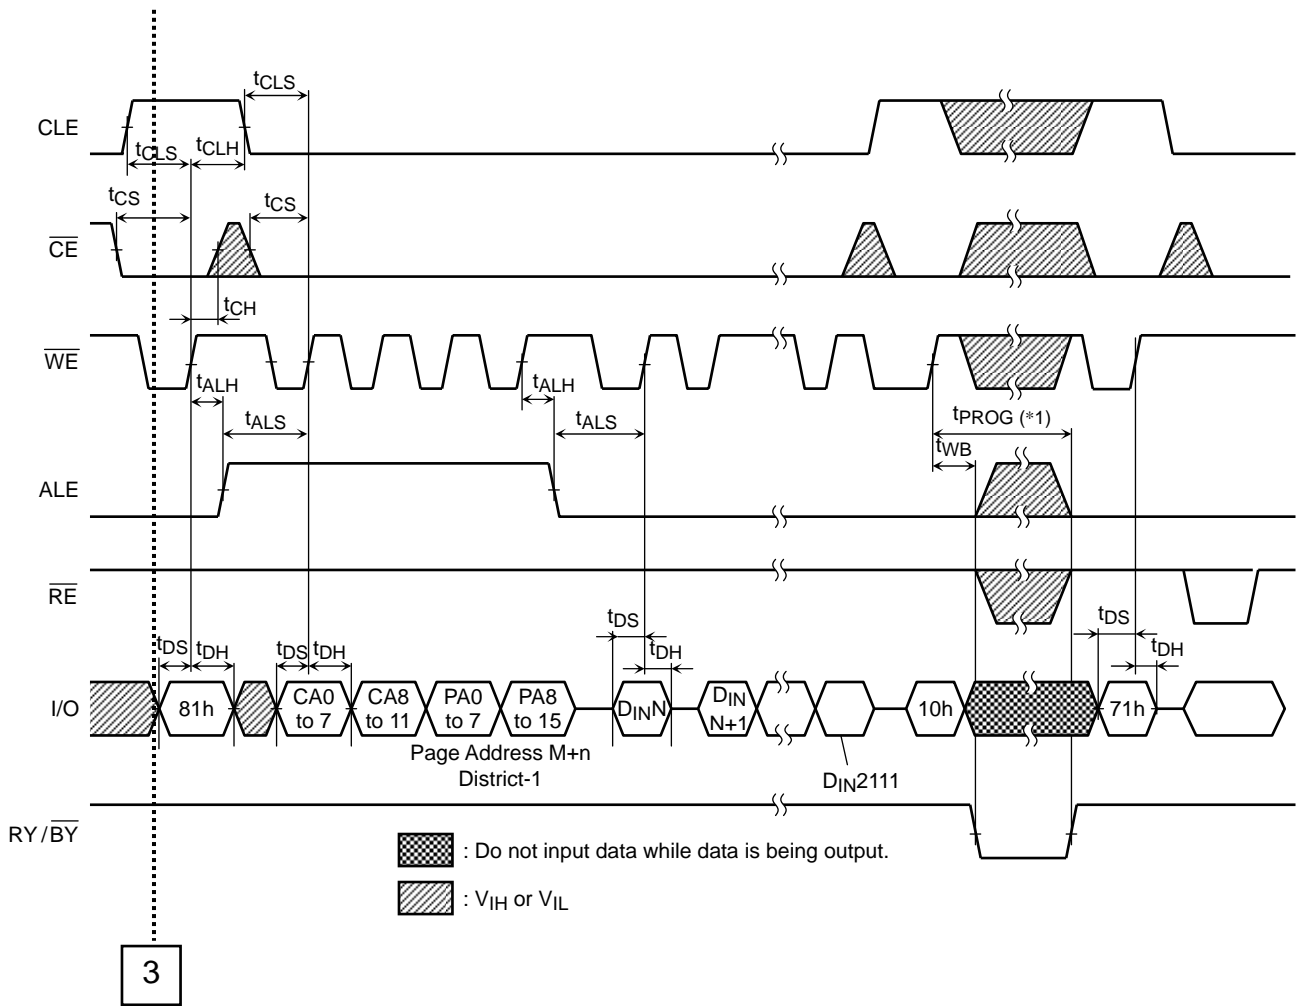 tCLS
CLE
tCLS
tCLH
tCS
tCS
CE
tCH
WE
tALH
tALH
tALS
tALS
tPROG (*1)
tWB
ALE
RE
tDS
tDH
tDS
tDH
tDS
tDH
tDS
tDH
I/O
81h
CA0 to 7
CA8 to 11
PA0 to 7
PA8 to 15
DINN
DIN N+1
10h
71h
Page Address M+n
District-1
DIN2111
RY/BY
: Do not input data while data is being output.
: VIH or VIL
3